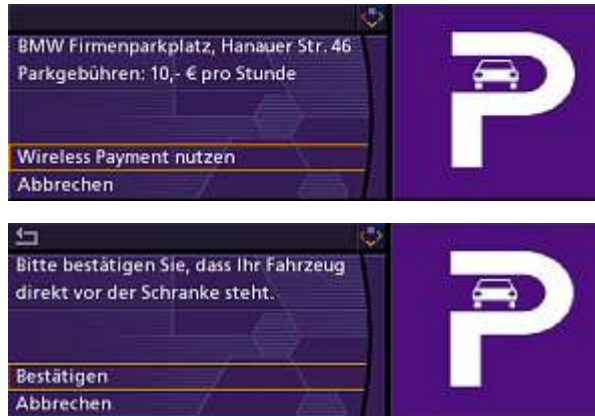 BMW Firmenparkplatz, Hanauer Str. 46
Parkgebühren: 10,- € pro Stunde
Wireless Payment nutzen
Abbrechen
P
Bitte bestätigen Sie, dass Ihr Fahrzeug
direkt vor der Schranke steht.
Bestätigen
Abbrechen
P